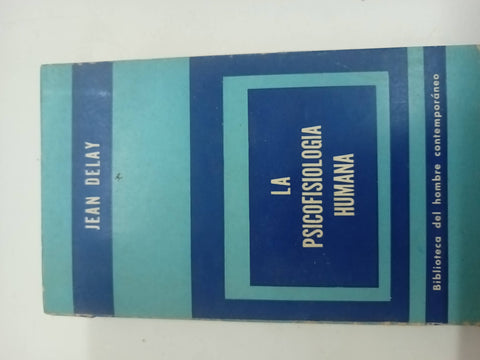 JEAN DELAY
LA
PSICOFISIOLOGIA
HUMANA
Biblioteca del hombre contemporáneo